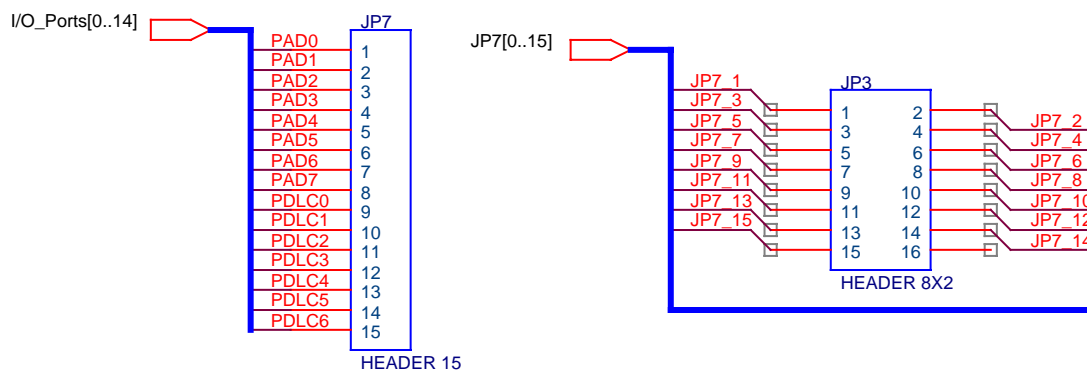 I/O_Ports[0..14]
JP7
PAD0 1
PAD1 2
PAD2 3
PAD3 4
PAD4 5
PAD5 6
PAD6 7
PAD7 8
PDLC0 9
PDLC1 10
PDLC2 11
PDLC3 12
PDLC4 13
PDLC5 14
PDLC6 15
HEADER 15
JP7[0..15]
JP3
JP7_1 1 2 JP7_2
JP7_3 3 4 JP7_4
JP7_5 5 6 JP7_6
JP7_7 7 8 JP7_8
JP7_9 9 10 JP7_10
JP7_11 11 12 JP7_12
JP7_13 13 14 JP7_14
JP7_15 15 16
HEADER 8X2